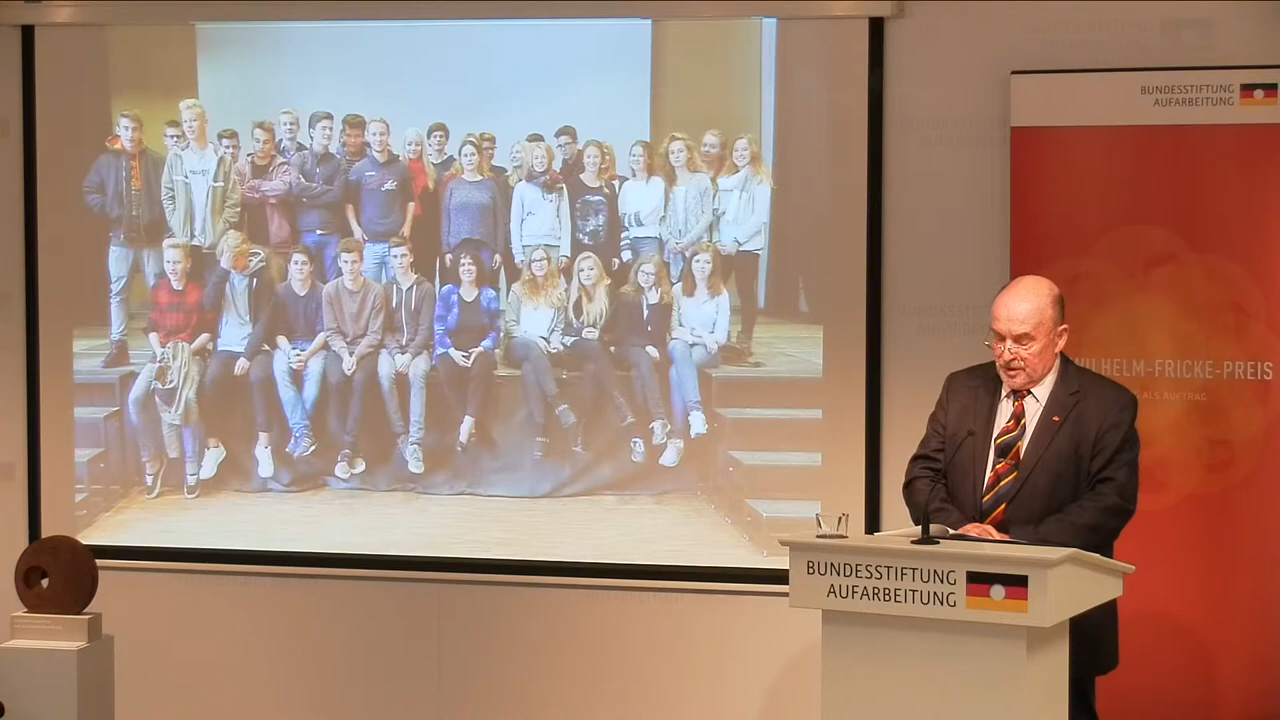 BUNDESSTIFTUNG
AUFARBEITUNG
WILHELM-FRICKE-PREIS
ALS AUFTRAG
BUNDESSTIFTUNG
AUFARBEITUNG